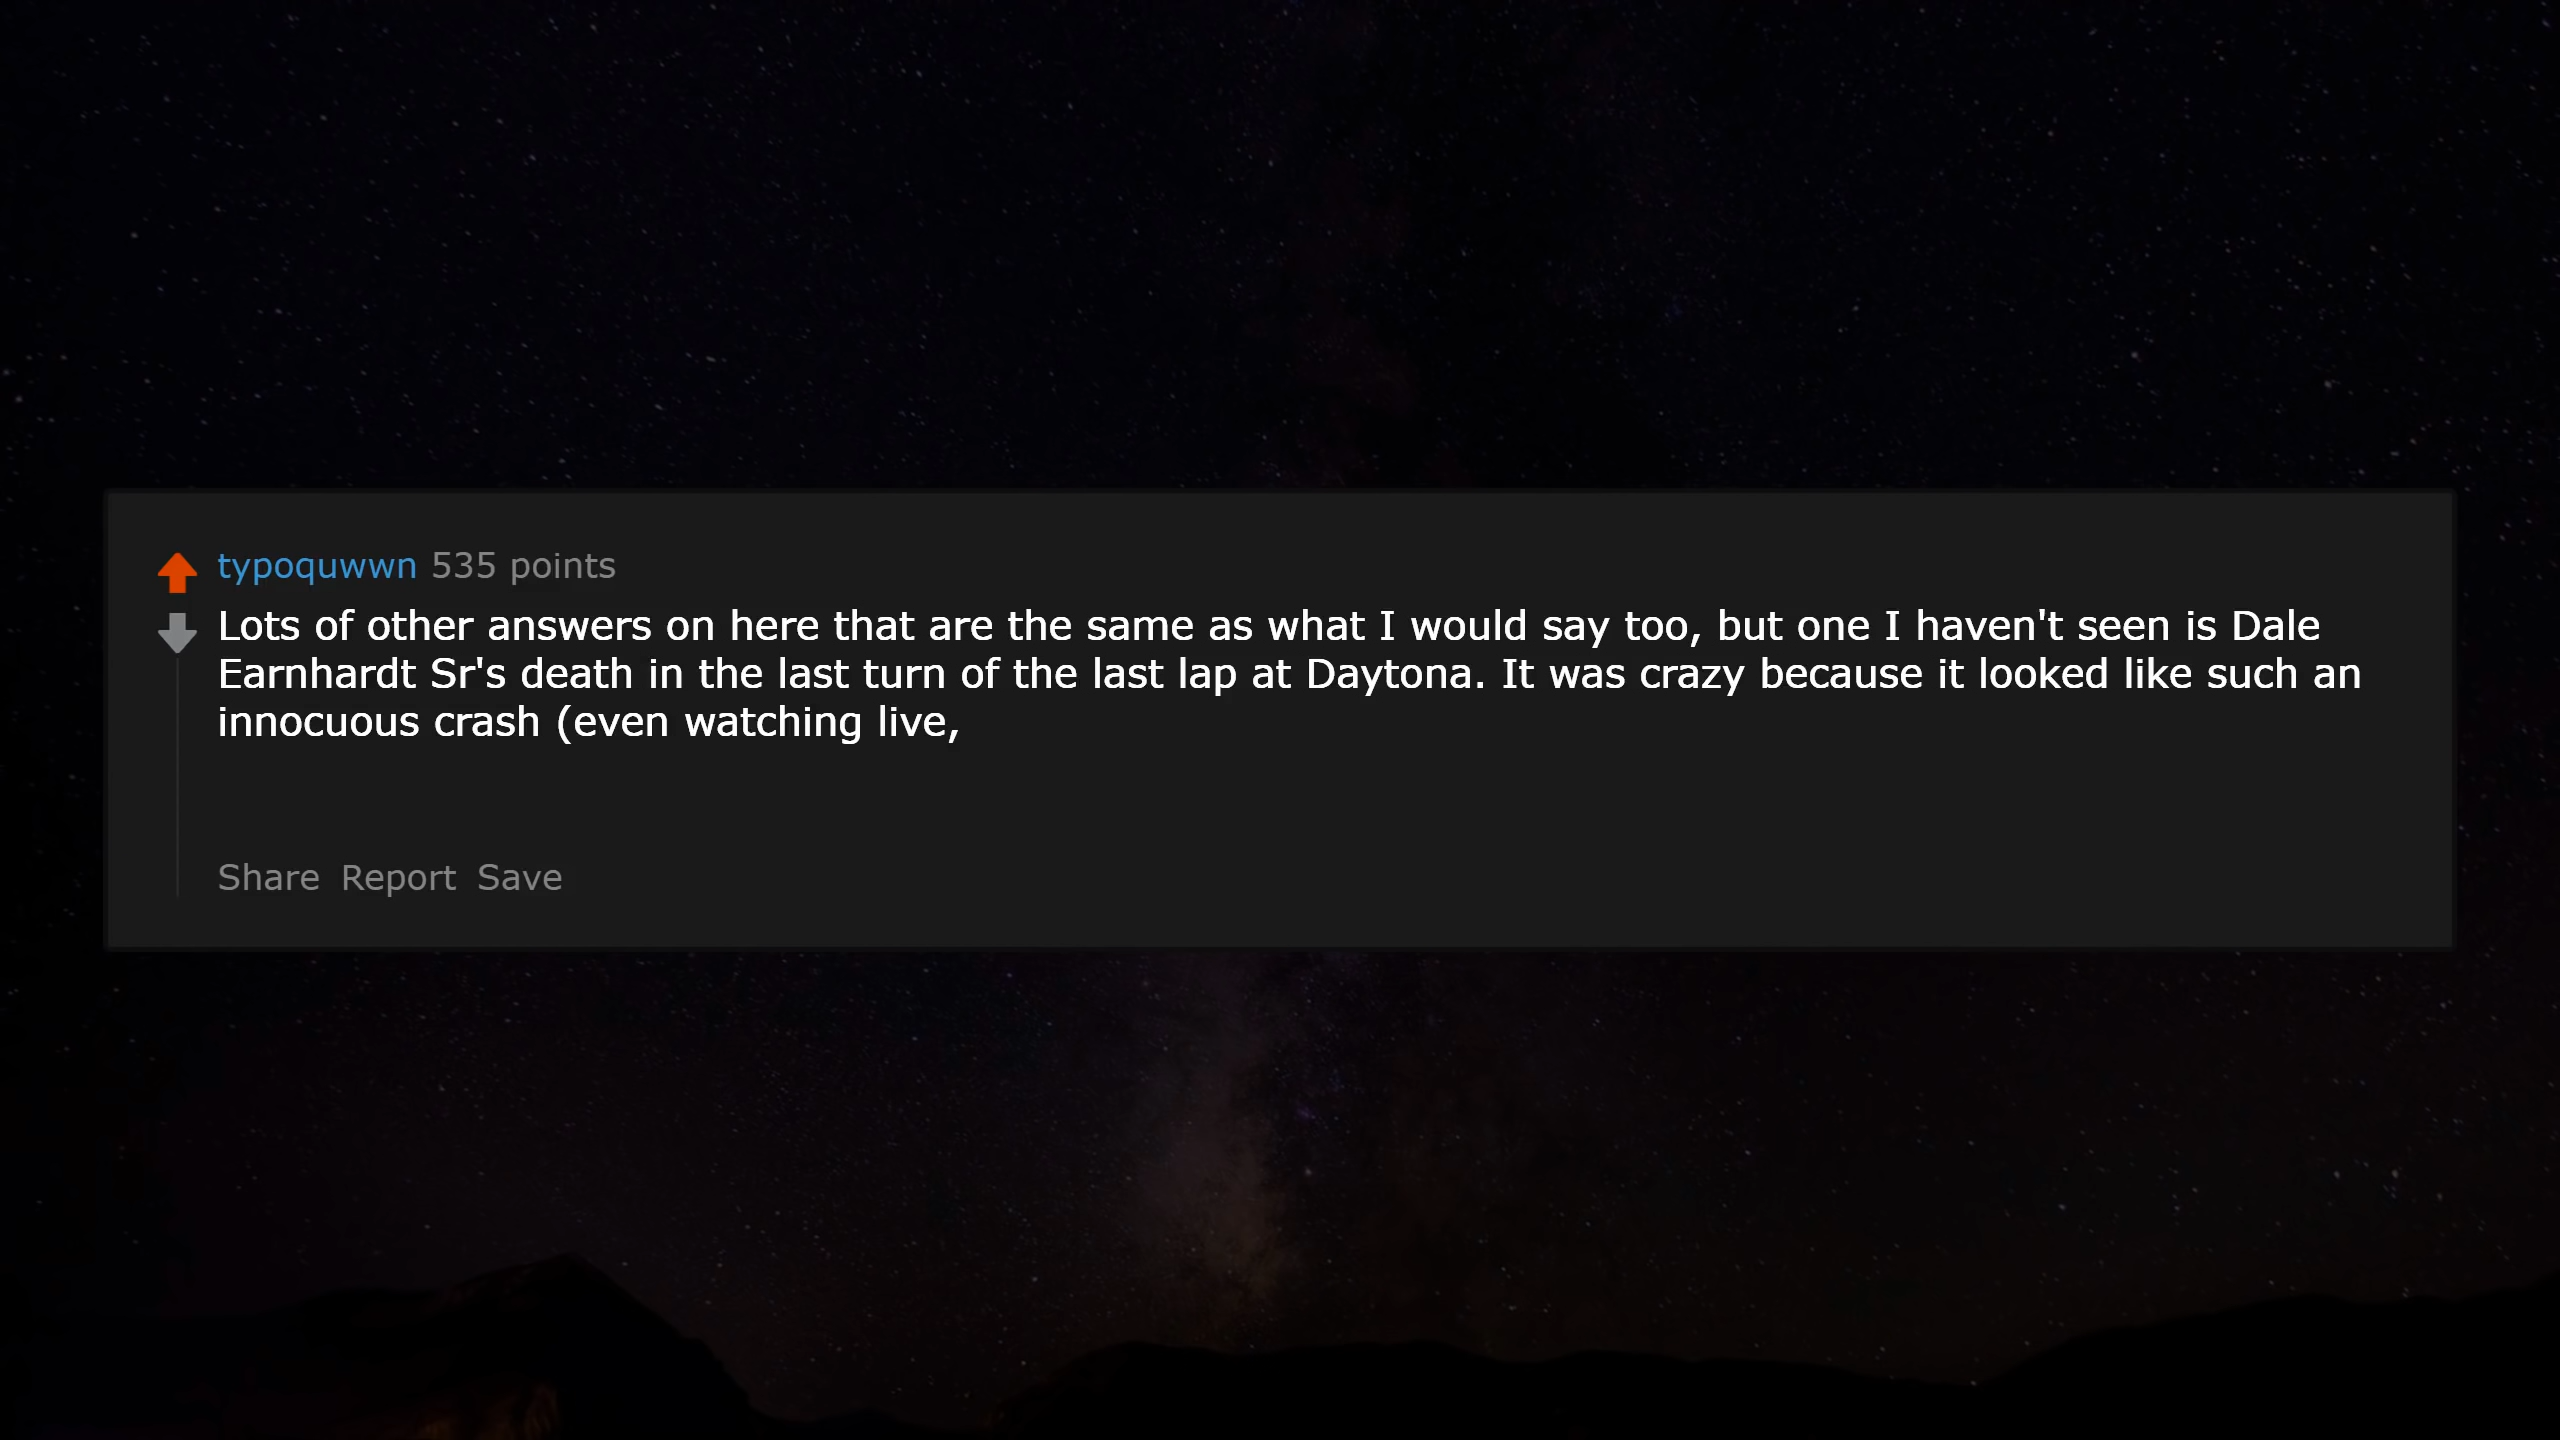 typoquwwn 535 points
Lots of other answers on here that are the same as what I would say too, but one I haven't seen is Dale
Earnhardt Sr's death in the last turn of the last lap at Daytona. It was crazy because it looked like such an
innocuous crash (even watching live,
Share Report Save